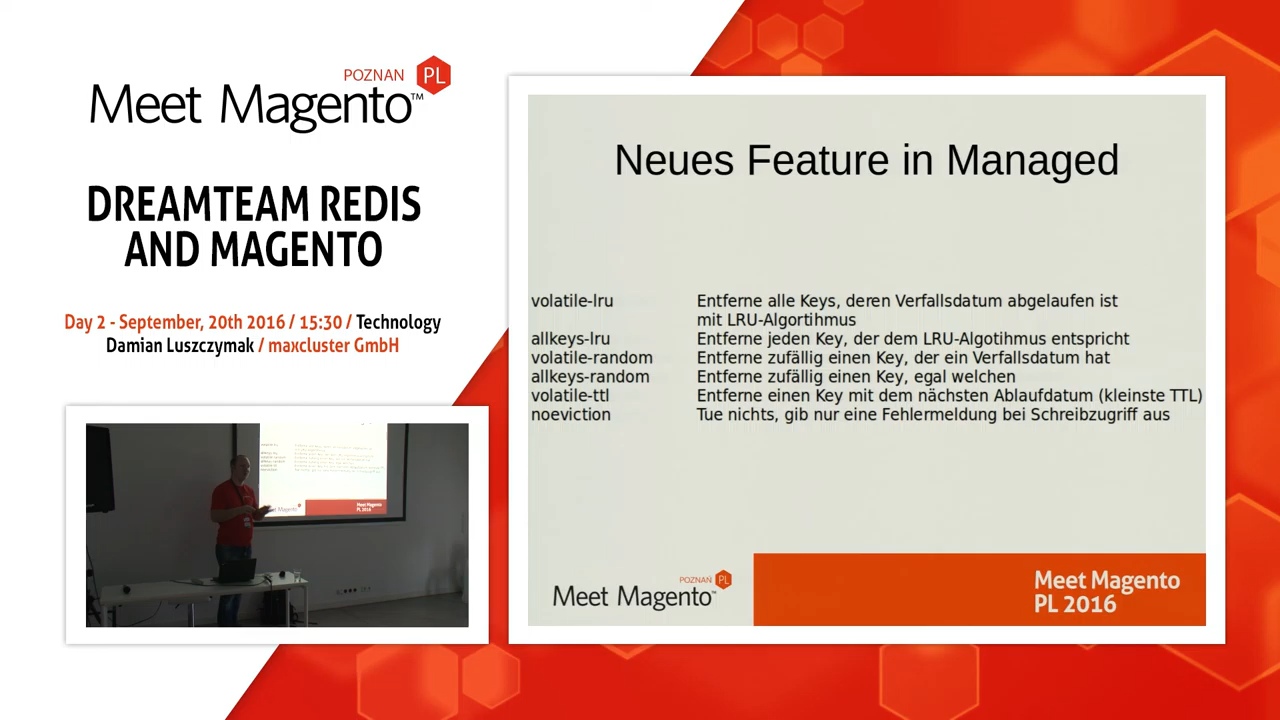 POZNAN PL
Meet Magento™
DREAMTEAM REDIS
AND MAGENTO
Day 2 - September, 20th 2016 / 15:30 / Technology
Damian Luszczymak / maxcluster GmbH
Neues Feature in Managed
volatile-lru Entferne alle Keys, deren Verfallsdatum abgelaufen ist
mit LRU-Algortihmus
allkeys-lru Entferne jeden Key, der dem LRU-Algotihmus entspricht
volatile-random Entferne zufällig einen Key, der ein Verfallsdatum hat
allkeys-random Entferne zufällig einen Key, egal welchen
volatile-ttl Entferne einen Key mit dem nächsten Ablaufdatum (kleinste TTL)
noeviction Tue nichts, gib nur eine Fehlermeldung bei Schreibzugriff aus
POZNAN PL
Meet Magento™
Meet Magento
PL 2016
Meet Magento
PL 2016